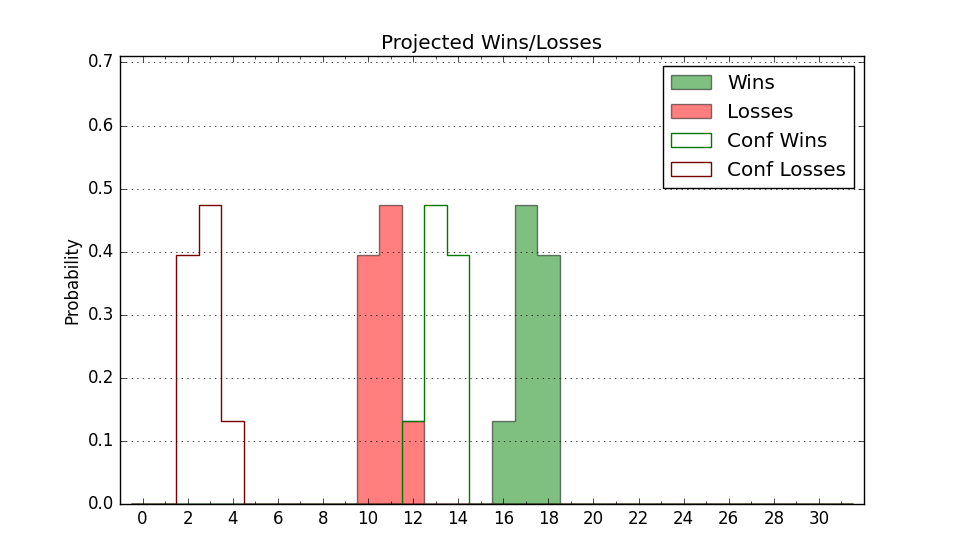 Projected Wins/Losses
Wins
Losses
Conf Wins
Conf Losses
Probability
0.7
0.6
0.5
0.4
0.3
0.2
0.1
0.0
0 2 4 6 8 10 12 14 16 18 20 22 24 26 28 30